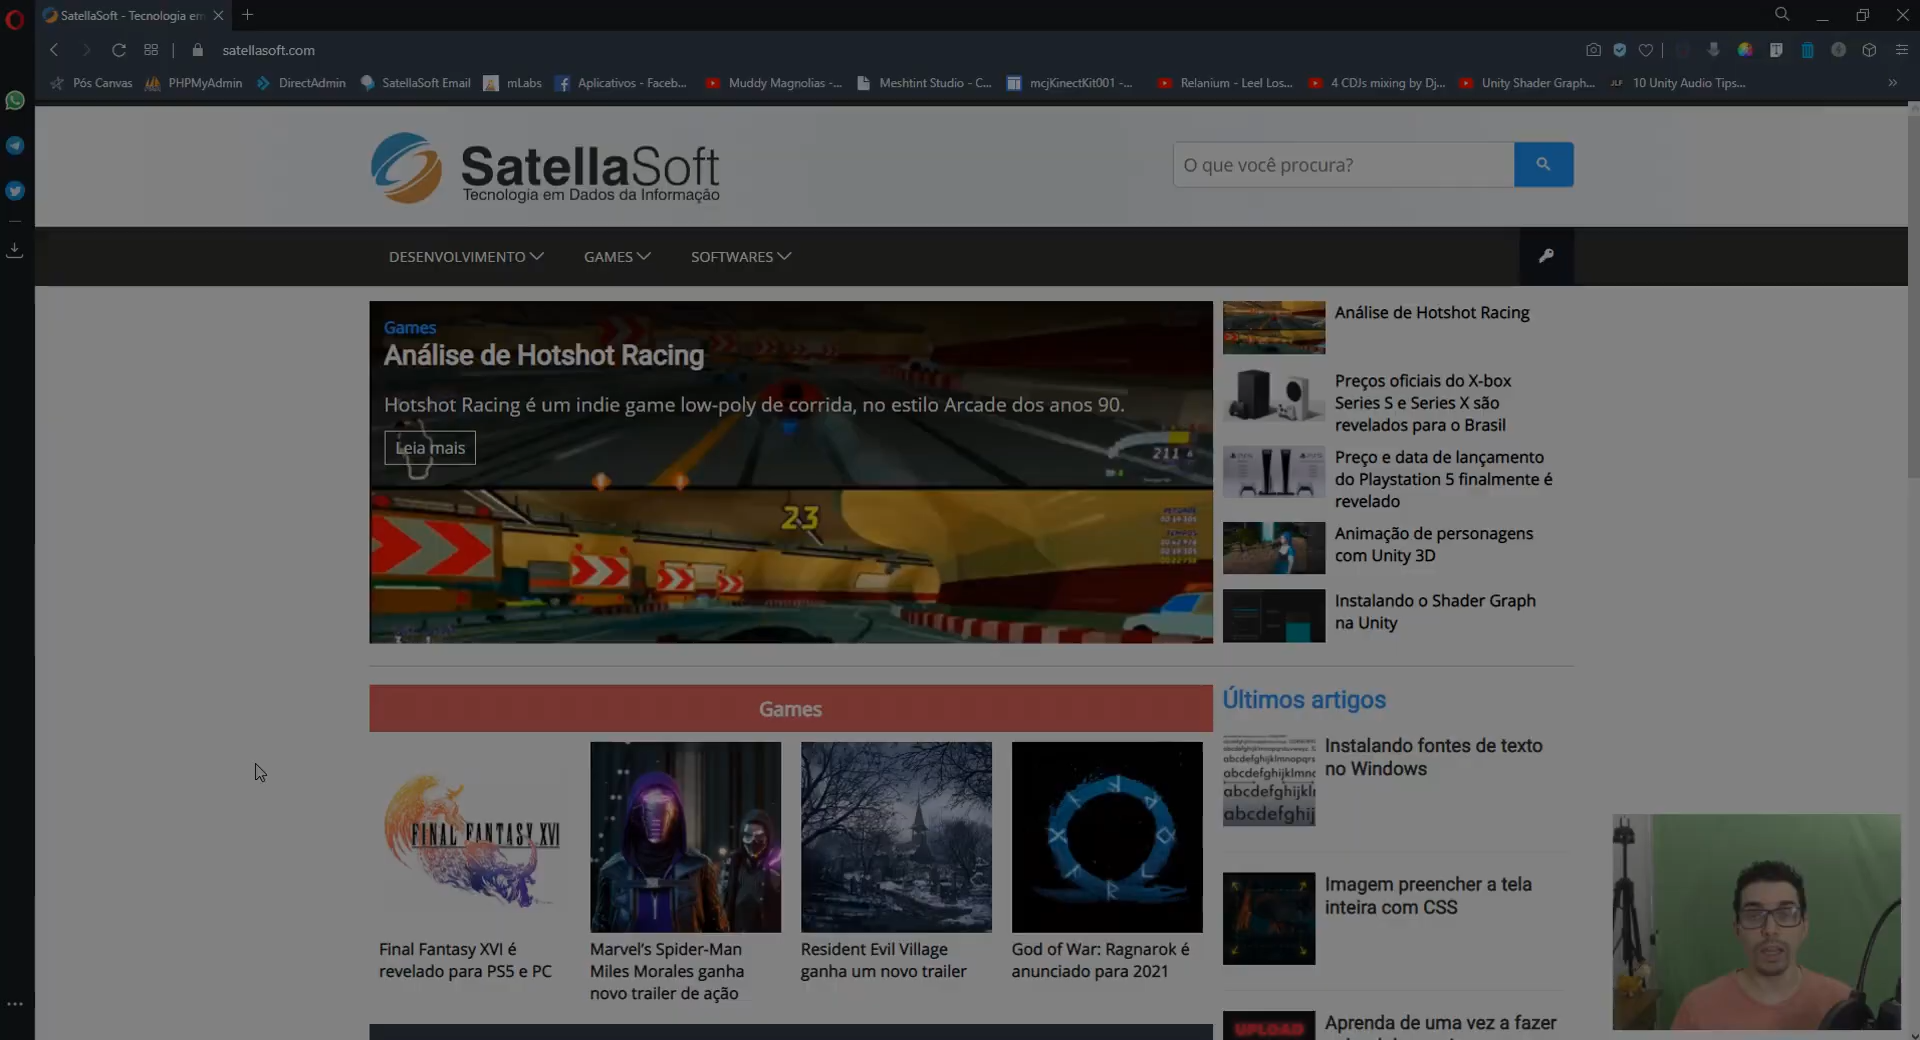 SatellaSoft - Tecnologia em
satellasoft.com
Pós Canvas
PHPMyAdmin
DirectAdmin
SatellaSoft Email
mLabs
Aplicativos - Faceb...
Muddy Magnolias -...
Meshtint Studio - C...
mcjKinectKit001 -...
Relanium - Leel Los...
4 CDJs mixing by Dj...
Unity Shader Graph...
JLF
10 Unity Audio Tips...
SatellaSoft
Tecnologia em Dados da Informação
O que você procura?
DESENVOLVIMENTO
GAMES
SOFTWARES
Games
Análise de Hotshot Racing
Hotshot Racing é um indie game low-poly de corrida, no estilo Arcade dos anos 90.
Leia mais
211
23
Análise de Hotshot Racing
Preços oficiais do X-box
Series S e Series X são
revelados para o Brasil
Preço e data de lançamento
do Playstation 5 finalmente é
revelado
Animação de personagens
com Unity 3D
Instalando o Shader Graph
na Unity
Games
FINAL FANTASY XVI
Final Fantasy XVI é
revelado para PS5 e PC
Marvel's Spider-Man
Miles Morales ganha
novo trailer de ação
Resident Evil Village
ganha um novo trailer
God of War: Ragnarok é
anunciado para 2021
Últimos artigos
abcdefghijklmnc
abcdefghijkl
abcdefghij
Instalando fontes de texto
no Windows
Imagem preencher a tela
inteira com CSS
UPLOAD
Aprenda de uma vez a fazer